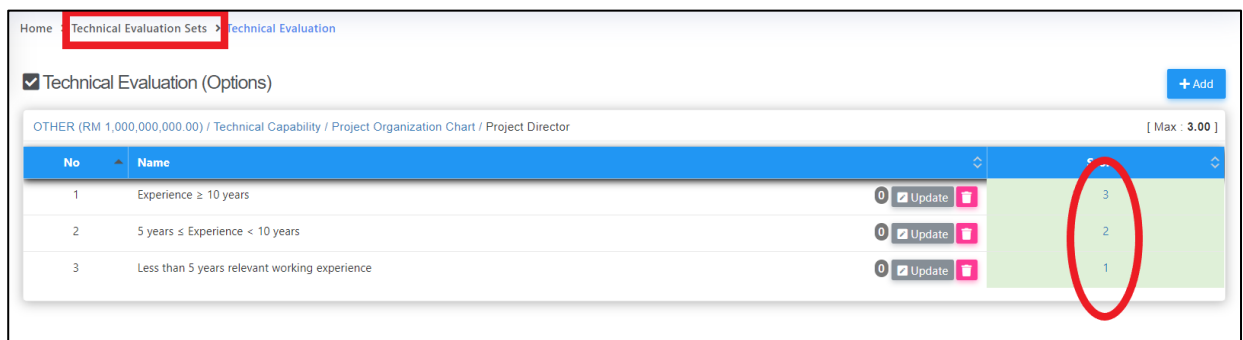 Home > Technical Evaluation Sets > Technical Evaluation
Technical Evaluation (Options)
+ Add
OTHER (RM 1,000,000,000.00) / Technical Capability / Project Organization Chart / Project Director [ Max : 3.00 ]
No Name
1 Experience ≥ 10 years 0 Update 3
2 5 years ≤ Experience < 10 years 0 Update 2
3 Less than 5 years relevant working experience 0 Update 1